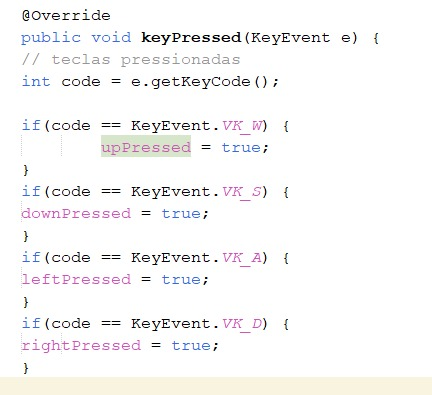 @Override
public void keyPressed(KeyEvent e) {
// teclas pressionadas
int code = e.getKeyCode();
if(code == KeyEvent.VK_W) {
upPressed = true;
}
if(code == KeyEvent.VK_S) {
downPressed = true;
}
if(code == KeyEvent.VK_A) {
leftPressed = true;
}
if(code == KeyEvent.VK_D) {
rightPressed = true;
}